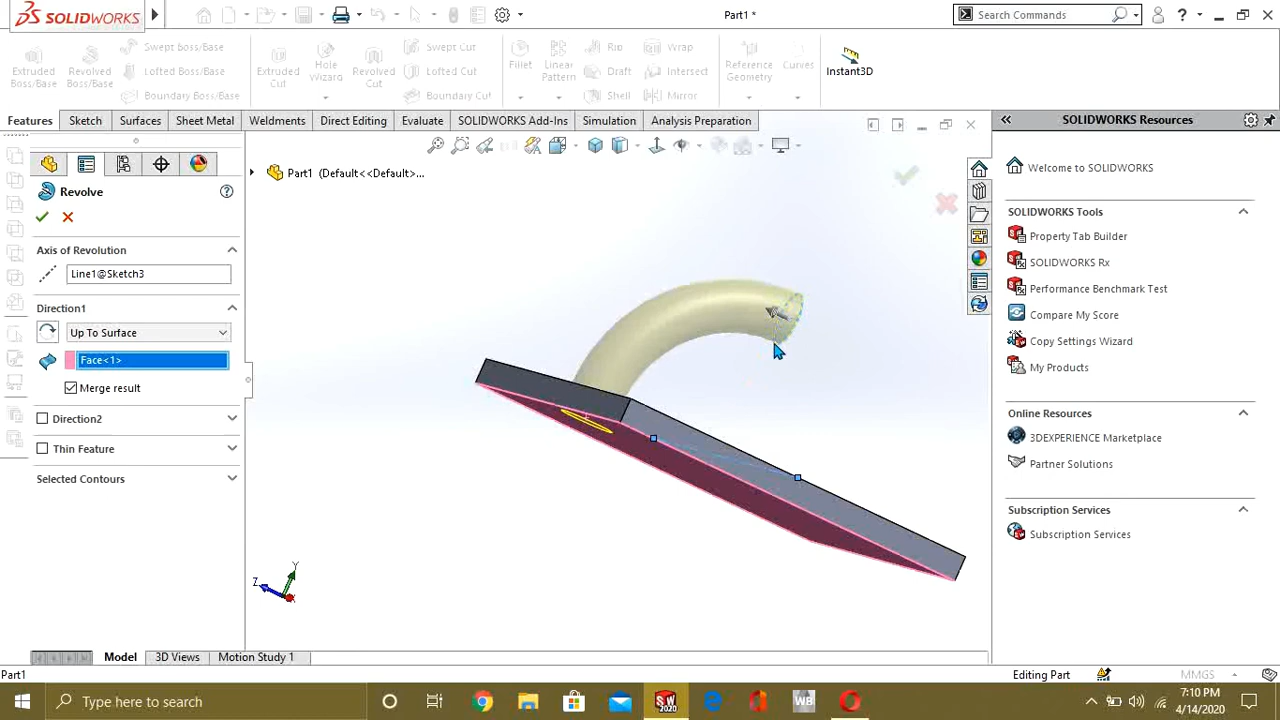 SOLIDWORKS
Part1 *
Search Commands
?
Extruded Boss/Base
Revolved Boss/Base
Swept Boss/Base
Lofted Boss/Base
Boundary Boss/Base
Extruded Cut
Hole Wizard
Revolved Cut
Swept Cut
Lofted Cut
Boundary Cut
Fillet
Linear Pattern
Rib
Draft
Shell
Wrap
Intersect
Mirror
Reference Geometry
Curves
Instant3D
Features
Sketch
Surfaces
Sheet Metal
Weldments
Direct Editing
Evaluate
SOLIDWORKS Add-Ins
Simulation
Analysis Preparation
Part1 (Default<<Default>...
Revolve
Axis of Revolution
Line1@Sketch3
Direction1
Up To Surface
Face<1>
Merge result
Direction2
Thin Feature
Selected Contours
Y
Z
X
SOLIDWORKS Resources
Welcome to SOLIDWORKS
SOLIDWORKS Tools
Property Tab Builder
SOLIDWORKS Rx
Performance Benchmark Test
Compare My Score
Copy Settings Wizard
My Products
Online Resources
3DEXPERIENCE Marketplace
Partner Solutions
Subscription Services
Subscription Services
Model
3D Views
Motion Study 1
Part1
Editing Part
MMGS
Type here to search
SW
2020
WB
7:10 PM
4/14/2020